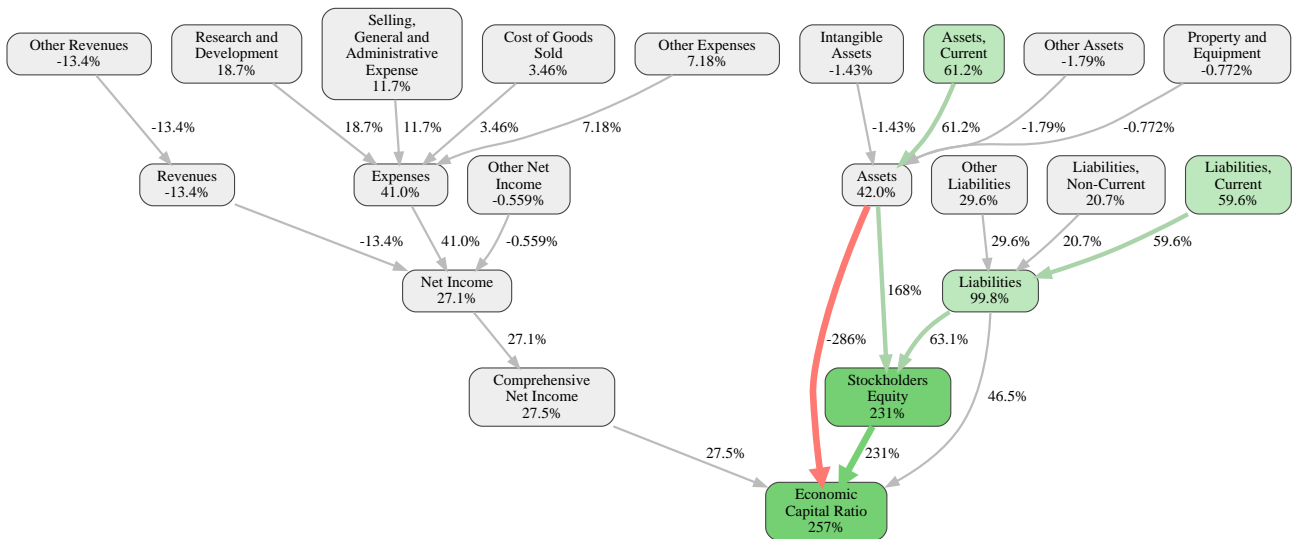 Other Revenues
-13.4%
Research and
Development
18.7%
Selling,
General and
Administrative
Expense
11.7%
Cost of Goods
Sold
3.46%
Other Expenses
7.18%
Intangible
Assets
-1.43%
Assets,
Current
61.2%
Other Assets
-1.79%
Property and
Equipment
-0.772%
-13.4%
18.7%
11.7%
3.46%
7.18%
-1.43%
61.2%
-1.79%
-0.772%
Revenues
-13.4%
Expenses
41.0%
Other Net
Income
-0.559%
Assets
42.0%
Other
Liabilities
29.6%
Liabilities,
Non-Current
20.7%
Liabilities,
Current
59.6%
-13.4%
41.0%
-0.559%
29.6%
20.7%
59.6%
Net Income
27.1%
Liabilities
99.8%
168%
27.1%
-286%
63.1%
Comprehensive
Net Income
27.5%
Stockholders
Equity
231%
46.5%
27.5%
231%
Economic
Capital Ratio
257%